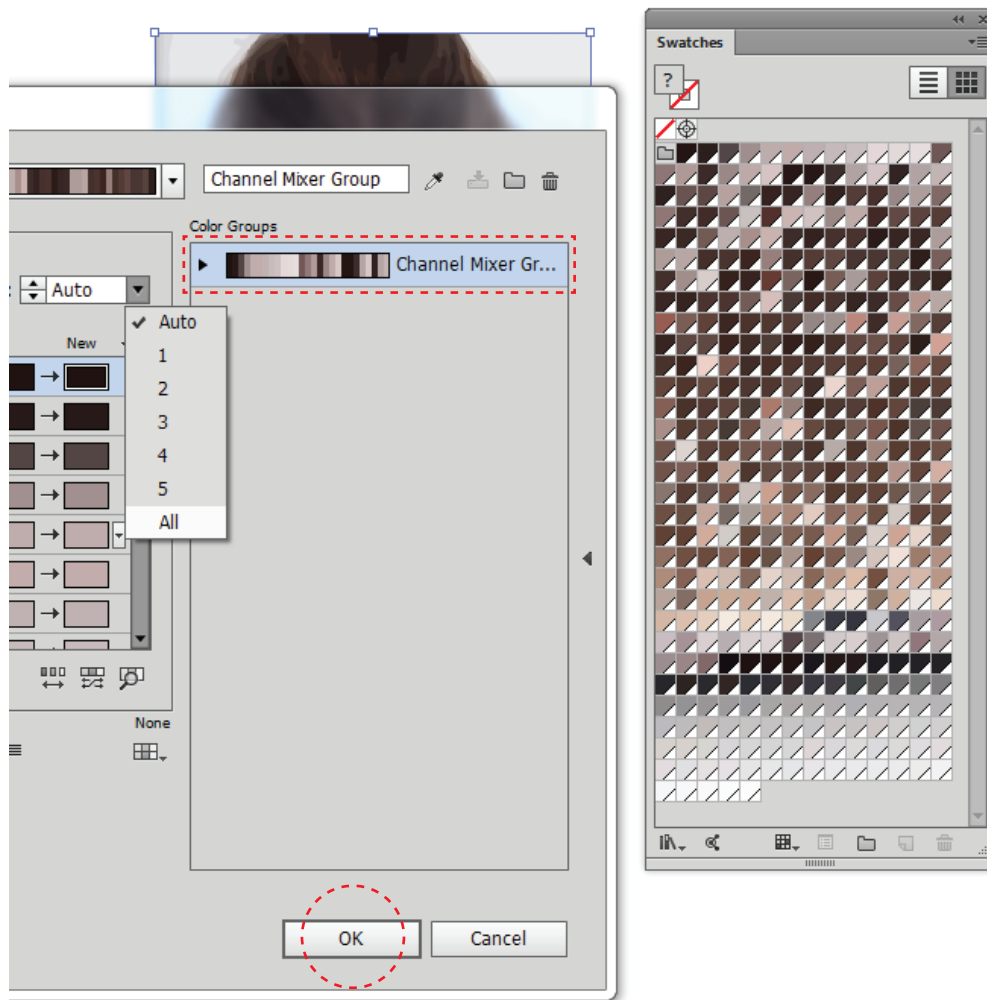 Swatches
?
Channel Mixer Group
Color Groups
Channel Mixer Gr...
: Auto
Auto
New
1
2
3
4
5
All
None
OK
Cancel